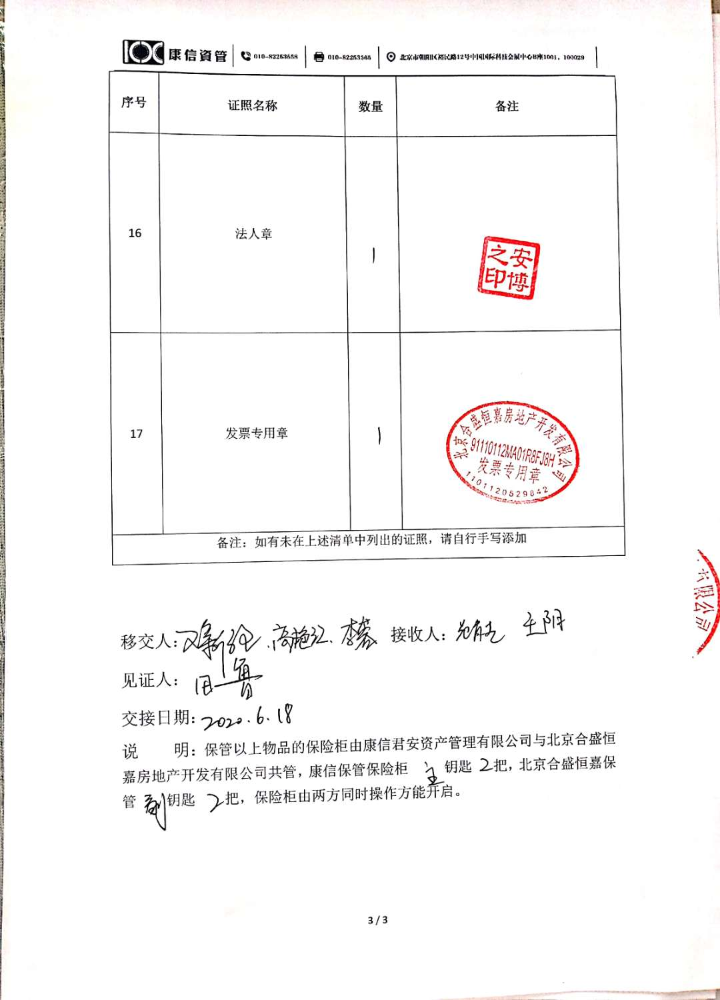 康信資管 010-82253558 010-82253565 北京市朝阳区裕民路12号中国国际科技会展中心B座1001，100029
序号 证照名称 数量 备注
16 法人章 1
安博
之印
17 发票专用章 1
北京合盛恒嘉房地产开发有限公司
91110112MA01R8FJ8H
发票专用章
1101120529842
备注：如有未在上述清单中列出的证照，请自行手写添加
有限公司
移交人： 高艳江、李蓉 接收人： 王阳
见证人： 田
交接日期：2020.6.18
说 明：保管以上物品的保险柜由康信君安资产管理有限公司与北京合盛恒
嘉房地产开发有限公司共管，康信保管保险柜 主 钥匙 2把，北京合盛恒嘉保
管 副 钥匙 2把，保险柜由两方同时操作方能开启。
3 / 3